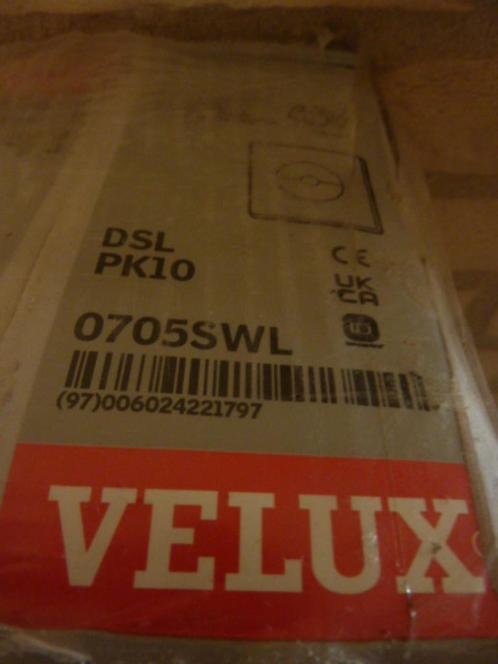 DSL
PK10
CE
UK
CA
0705SWL
(97)006024221797
VELUX